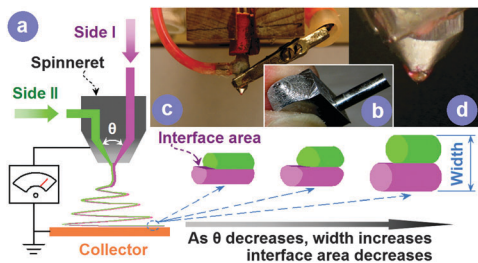 a
Side I
Spinneret
Side II
θ
c
b
d
Interface area
Width
Collector
As θ decreases, width increases
interface area decreases